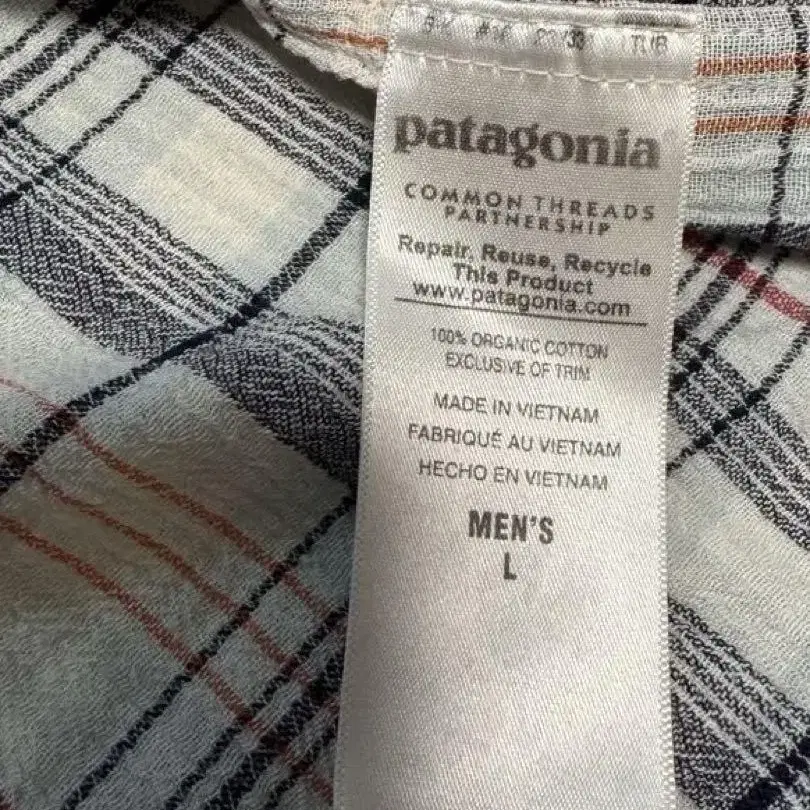 patagonia
COMMON THREADS
PARTNERSHIP
Repair, Reuse, Recycle
This Product
www.patagonia.com
100% ORGANIC COTTON
EXCLUSIVE OF TRIM
MADE IN VIETNAM
FABRIQUÉ AU VIETNAM
HECHO EN VIETNAM
MEN'S
L